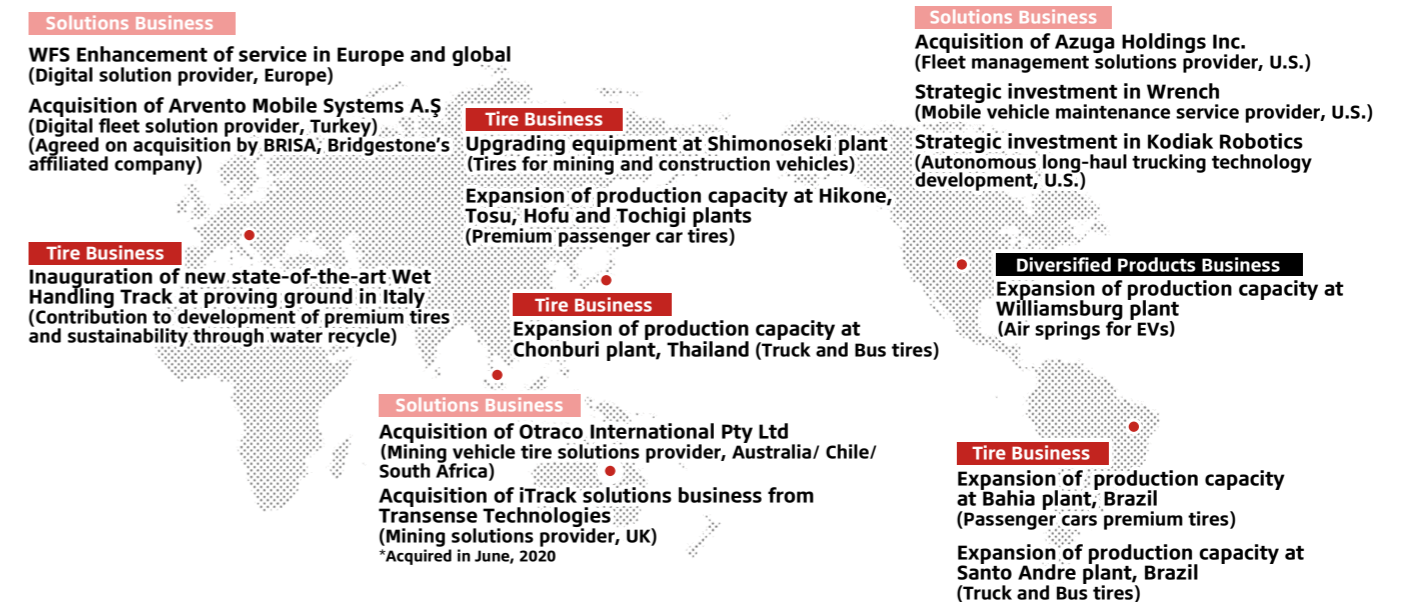 Solutions Business
WFS Enhancement of service in Europe and global
(Digital solution provider, Europe)
Acquisition of Arvento Mobile Systems A.Ş
(Digital fleet solution provider, Turkey)
(Agreed on acquisition by BRISA, Bridgestone's
affiliated company)
Tire Business
Inauguration of new state-of-the-art Wet
Handling Track at proving ground in Italy
(Contribution to development of premium tires
and sustainability through water recycle)
Tire Business
Upgrading equipment at Shimonoseki plant
(Tires for mining and construction vehicles)
Expansion of production capacity at Hikone,
Tosu, Hofu and Tochigi plants
(Premium passenger car tires)
Tire Business
Expansion of production capacity at
Chonburi plant, Thailand (Truck and Bus tires)
Solutions Business
Acquisition of Otraco International Pty Ltd
(Mining vehicle tire solutions provider, Australia/ Chile/
South Africa)
Acquisition of iTrack solutions business from
Transense Technologies
(Mining solutions provider, UK)
*Acquired in June, 2020
Solutions Business
Acquisition of Azuga Holdings Inc.
(Fleet management solutions provider, U.S.)
Strategic investment in Wrench
(Mobile vehicle maintenance service provider, U.S.)
Strategic investment in Kodiak Robotics
(Autonomous long-haul trucking technology
development, U.S.)
Diversified Products Business
Expansion of production capacity at
Williamsburg plant
(Air springs for EVs)
Tire Business
Expansion of production capacity
at Bahia plant, Brazil
(Passenger cars premium tires)
Expansion of production capacity at
Santo Andre plant, Brazil
(Truck and Bus tires)